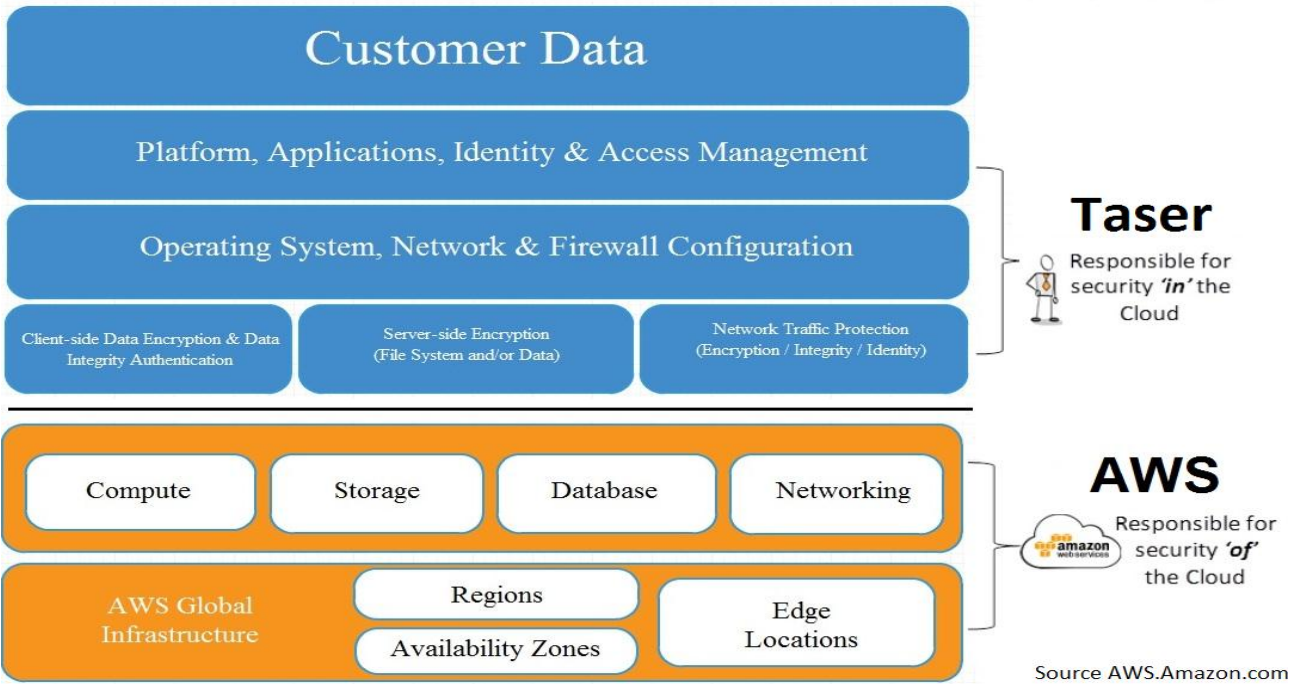 Customer Data
Platform, Applications, Identity & Access Management
Operating System, Network & Firewall Configuration
Client-side Data Encryption & Data
Integrity Authentication
Server-side Encryption
(File System and/or Data)
Network Traffic Protection
(Encryption / Integrity / Identity)
Taser
Responsible for
security 'in' the
Cloud
Compute
Storage
Database
Networking
AWS Global
Infrastructure
Regions
Availability Zones
Edge
Locations
AWS
amazon
webservices
Responsible for
security 'of'
the Cloud
Source AWS.Amazon.com